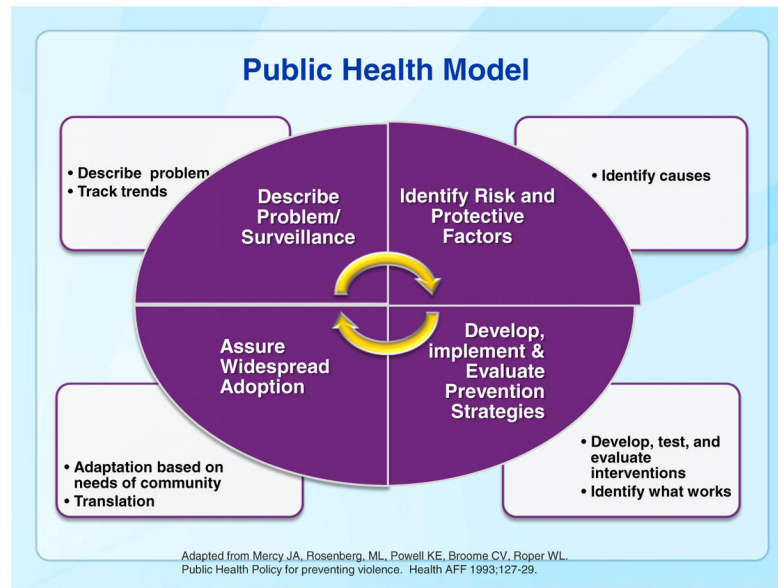 Public Health Model
• Describe problem
• Track trends
Describe
Problem/
Surveillance
Identify Risk and
Protective
Factors
• Identify causes
Assure
Widespread
Adoption
Develop,
implement &
Evaluate
Prevention
Strategies
• Adaptation based on
needs of community
• Translation
• Develop, test, and
evaluate
interventions
• Identify what works
Adapted from Mercy JA, Rosenberg, ML, Powell KE, Broome CV, Roper WL.
Public Health Policy for preventing violence. Health AFF 1993;127-29.